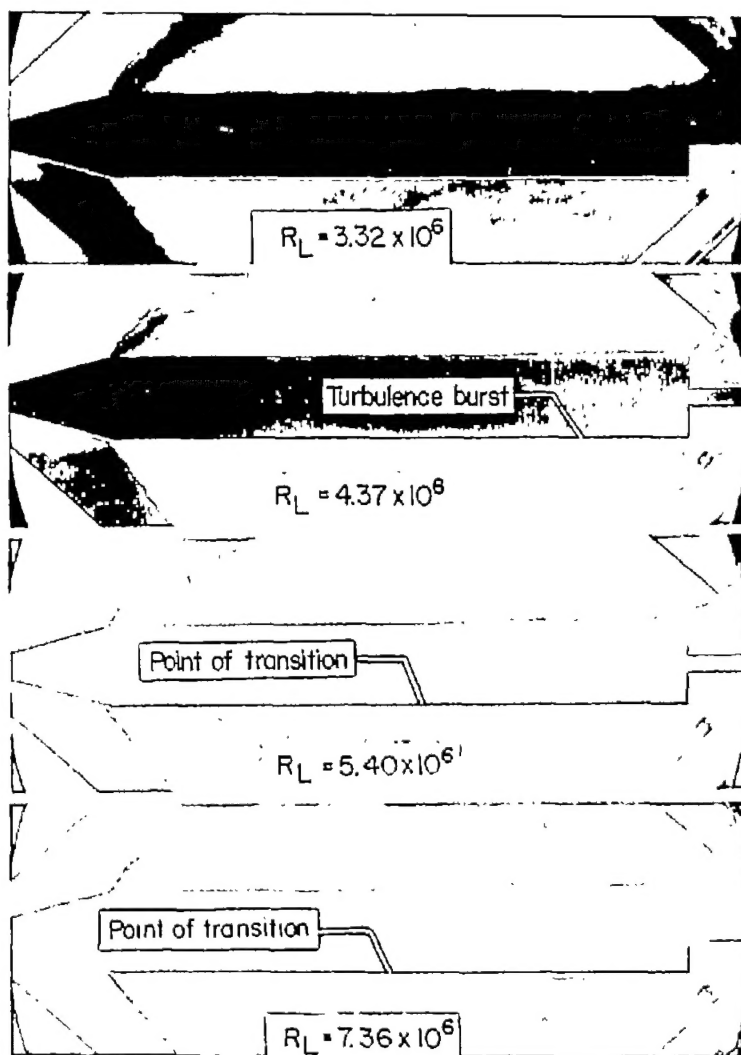 R_L = 3.32 x 10^6
Turbulence burst
R_L = 4.37 x 10^6
Point of transition
R_L = 5.40 x 10^6
Point of transition
R_L = 7.36 x 10^6